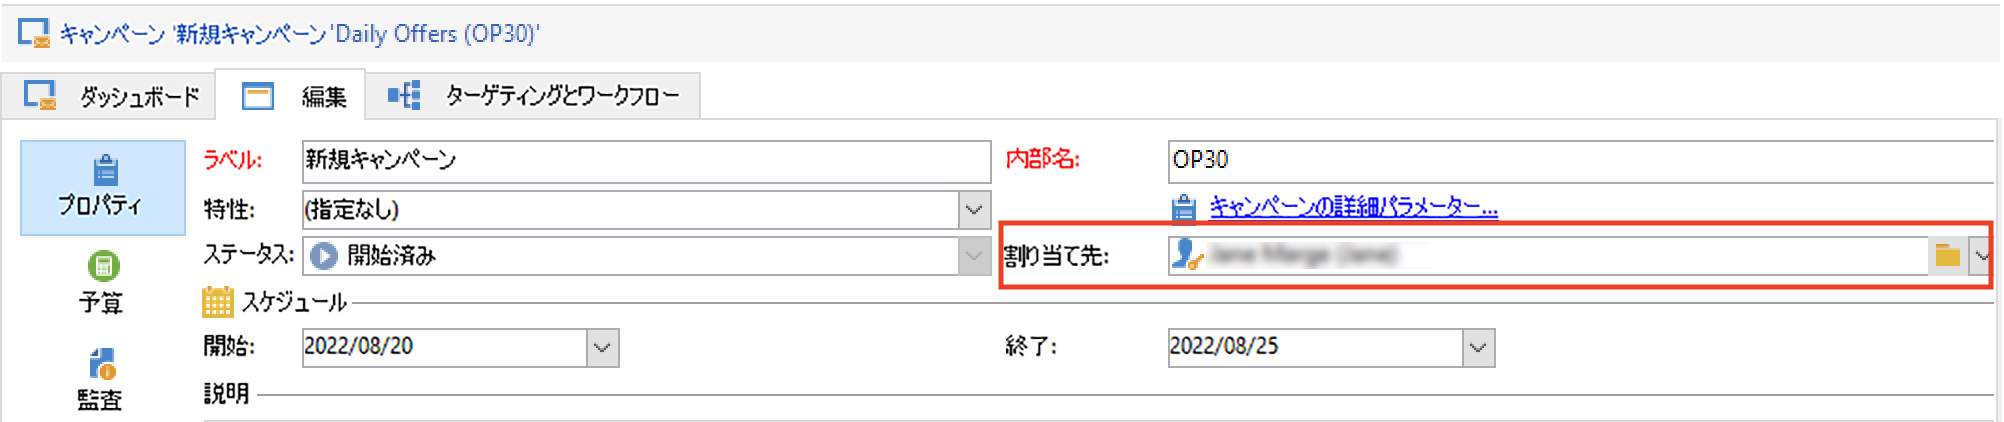 キャンペーン '新規キャンペーン'Daily Offers (OP30)'
ダッシュボード 編集 ターゲティングとワークフロー
プロパティ
予算
監査
ラベル: 新規キャンペーン 内部名: OP30
特性: (指定なし) キャンペーンの詳細パラメーター...
ステータス: 開始済み 割り当て先:
スケジュール
開始: 2022/08/20 終了: 2022/08/25
説明